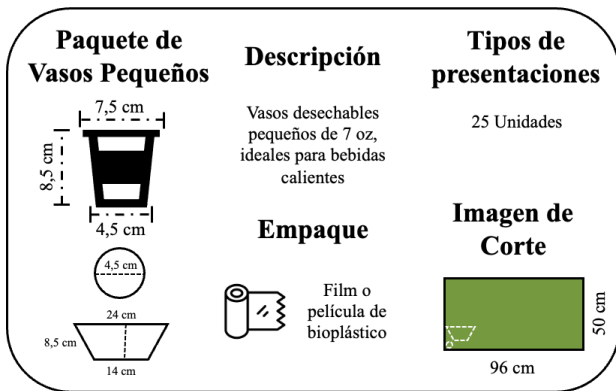 Paquete de
Vasos Pequeños
7,5 cm
8,5 cm
4,5 cm
4,5 cm
24 cm
8,5 cm
14 cm
Descripción
Vasos desechables
pequeños de 7 oz,
ideales para bebidas
calientes
Empaque
Film o
película de
bioplástico
Tipos de
presentaciones
25 Unidades
Imagen de
Corte
50 cm
96 cm